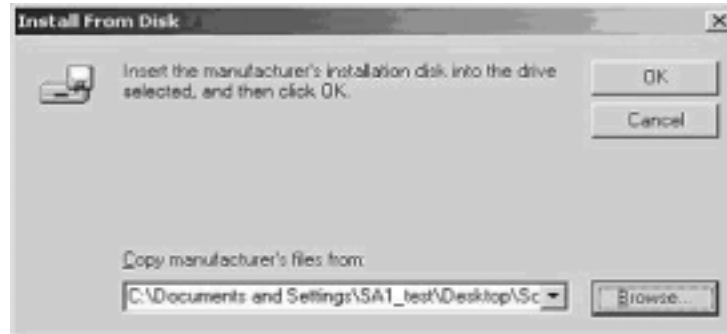 Install From Disk
Insert the manufacturer's installation disk into the drive
selected, and then click OK.
OK
Cancel
Copy manufacturer's files from:
C:\Documents and Settings\SA1_test\Desktop\Sc
Browse...